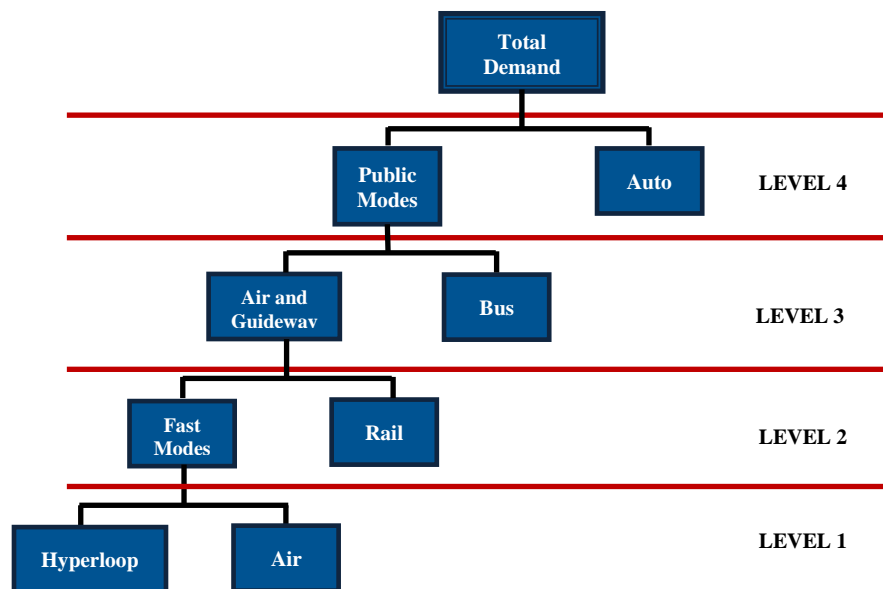 Total
Demand
Public
Modes
Auto
LEVEL 4
Air and
Guideway
Bus
LEVEL 3
Fast
Modes
Rail
LEVEL 2
Hyperloop
Air
LEVEL 1